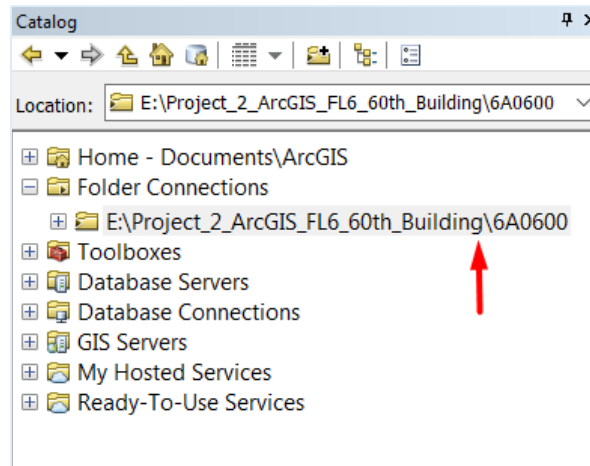 Catalog
Location: E:\Project_2_ArcGIS_FL6_60th_Building\6A0600
Home - Documents\ArcGIS
Folder Connections
E:\Project_2_ArcGIS_FL6_60th_Building\6A0600
Toolboxes
Database Servers
Database Connections
GIS Servers
My Hosted Services
Ready-To-Use Services